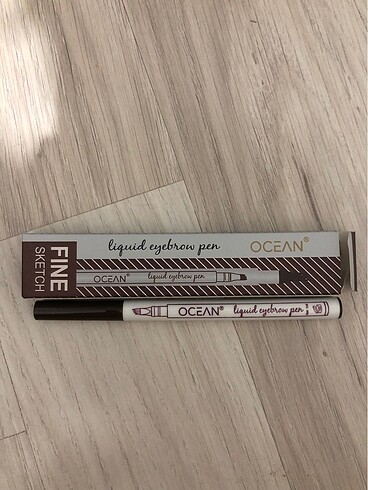 liquid eyebrow pen OCEAN®
FINE
SKETCH
OCEAN® liquid eyebrow pen
OCEAN® liquid eyebrow pen